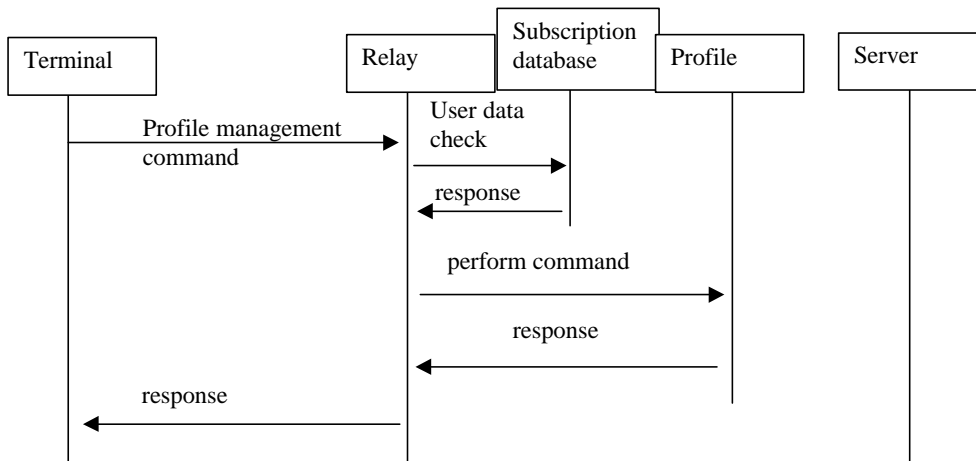 Terminal
Relay
Subscription
database
Profile
Server
Profile management
command
User data
check
response
perform command
response
response